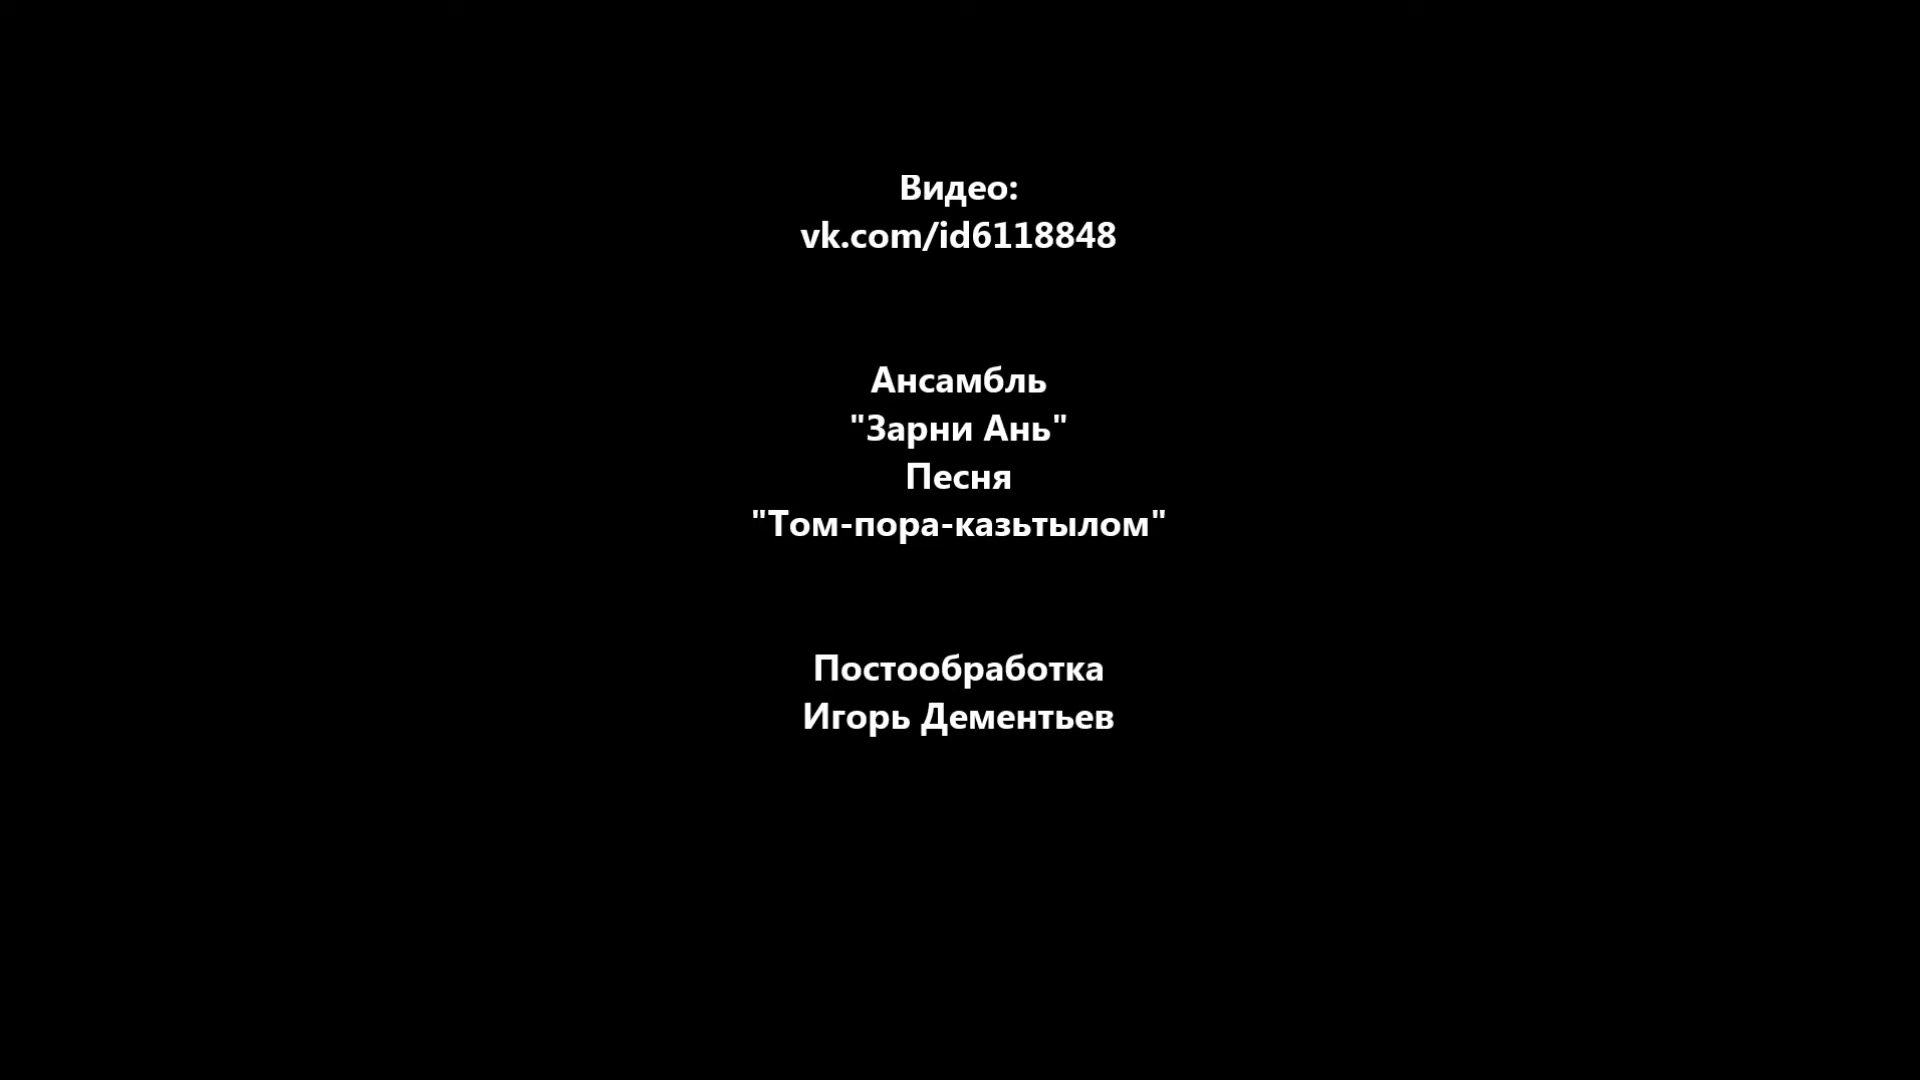 Видео:
vk.com/id6118848
Ансамбль
"Зарни Ань"
Песня
"Том-пора-казьтылом"
Постообработка
Игорь Дементьев